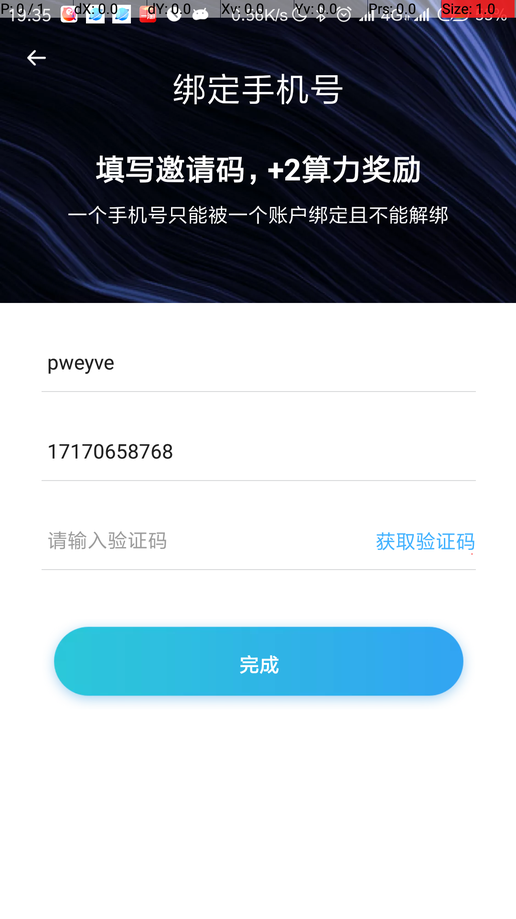 P: 0 / 1 dX: 0.0 dY: 0.0 Xv: 0.0 Yv: 0.0 Prs: 0.0 Size: 1.0
19:35 0.56K/s 4G
绑定手机号
填写邀请码，+2算力奖励
一个手机号只能被一个账户绑定且不能解绑
pweyve
17170658768
请输入验证码 获取验证码
完成